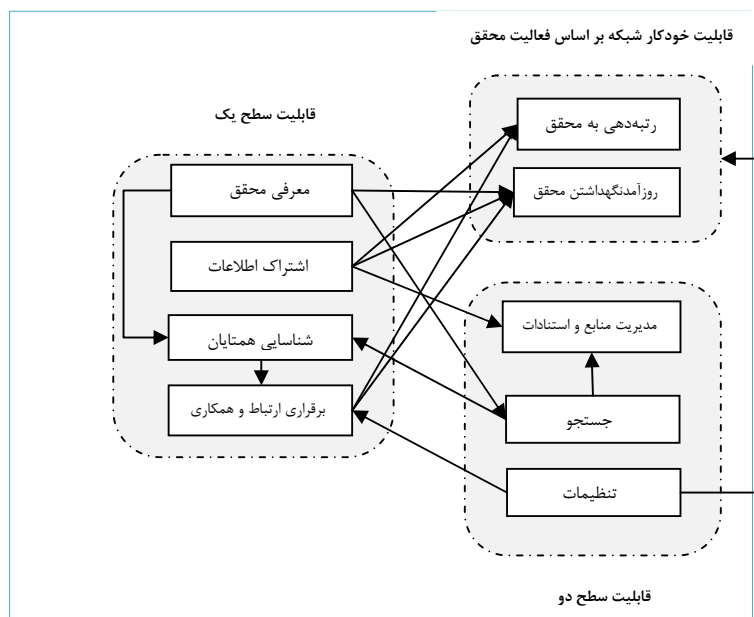 قابلیت خودکار شبکه بر اساس فعالیت محقق
رتبه‌دهی به محقق
روزآمدنگهداشتن محقق
قابلیت سطح یک
معرفی محقق
اشتراک اطلاعات
شناسایی همتایان
برقراری ارتباط و همکاری
مدیریت منابع و استنادات
جستجو
تنظیمات
قابلیت سطح دو